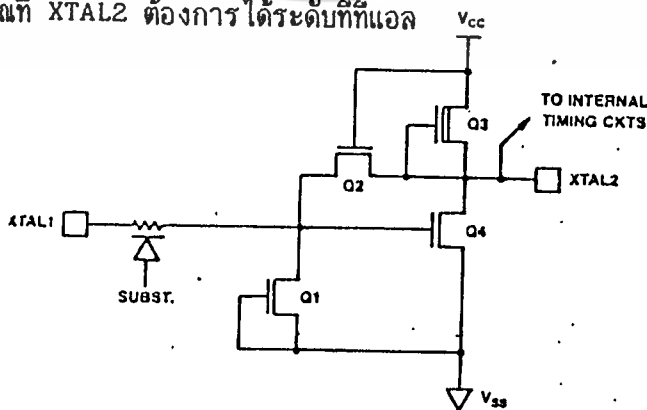 ณที่ XTAL2 ต้องการได้ระดับทีทีแอล
VCC
TO INTERNAL
TIMING CKTS
Q3
Q2
XTAL2
XTAL1
Q4
SUBST.
Q1
VSS